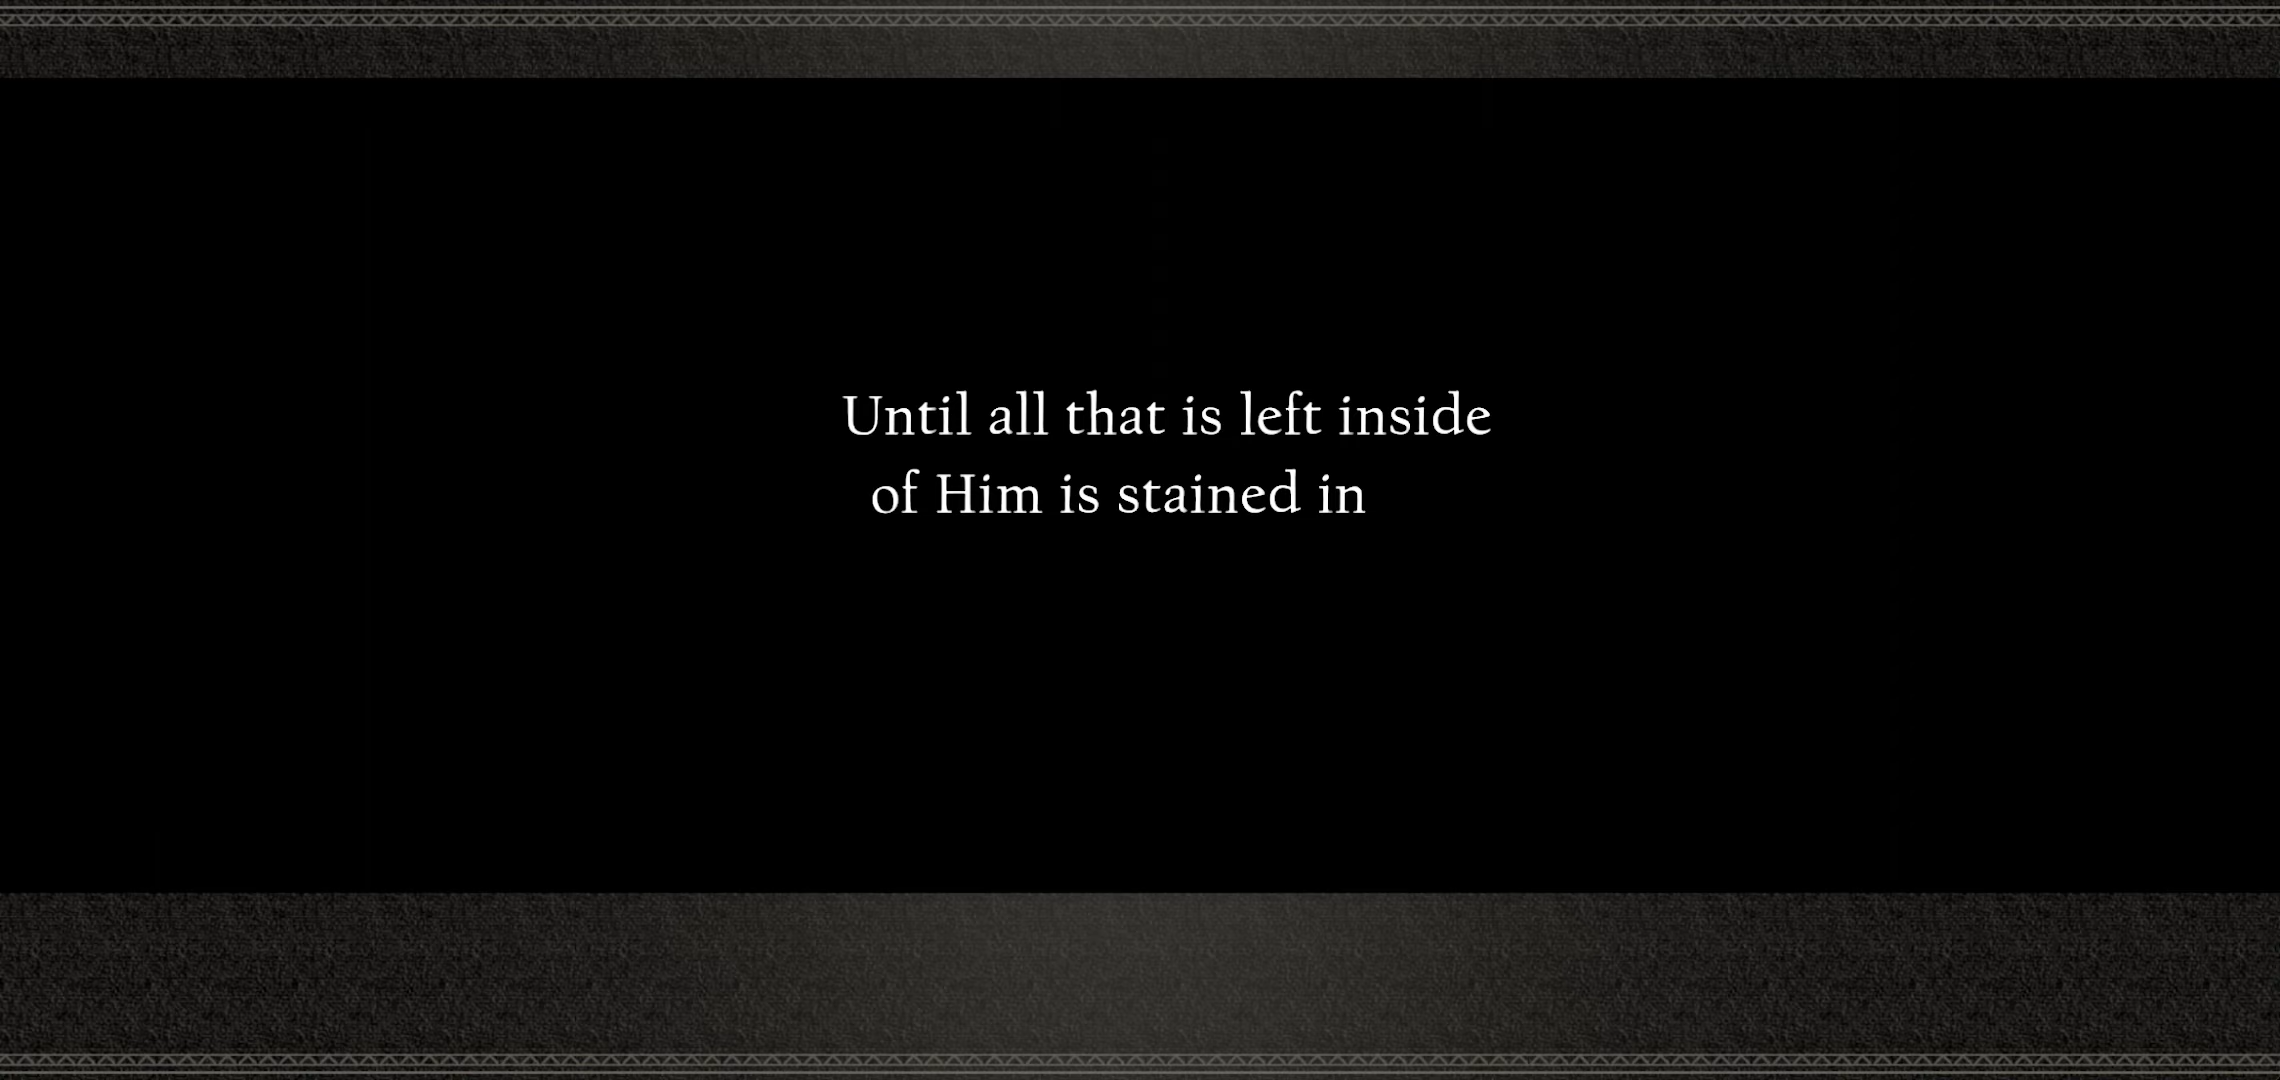 Until all that is left inside
of Him is stained in